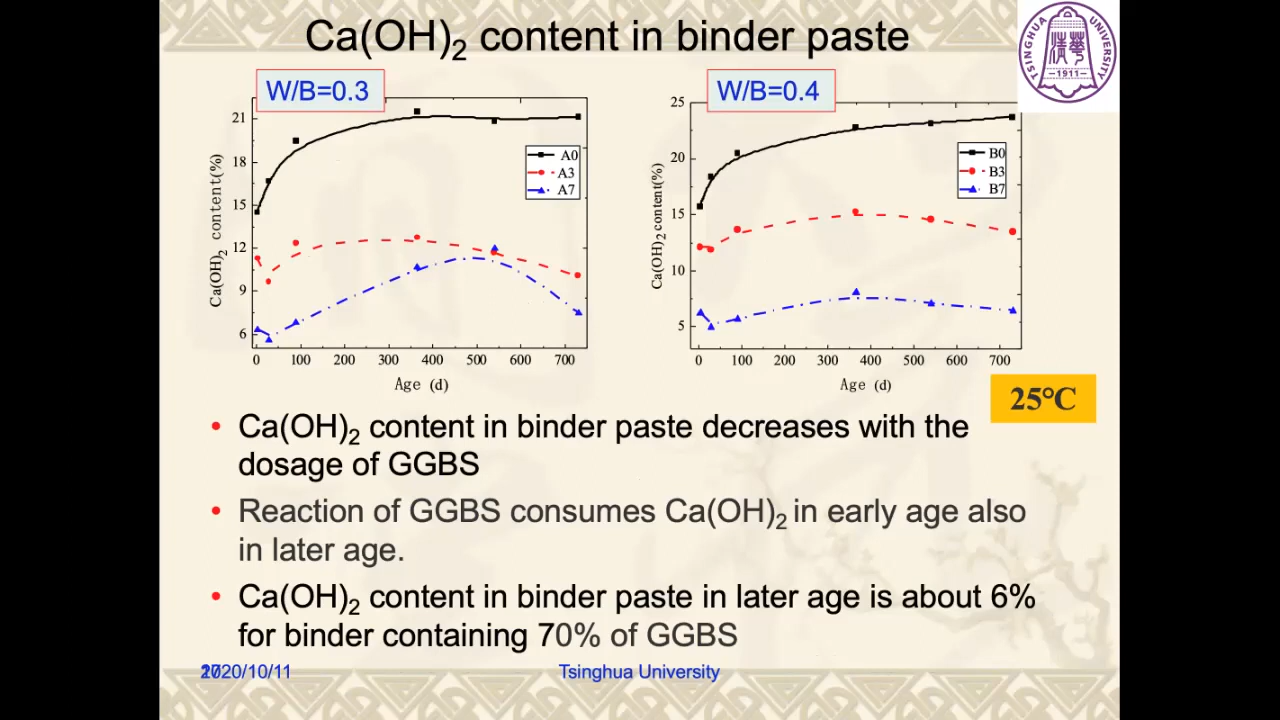 Ca(OH)₂ content in binder paste
TSINGHUA UNIVERSITY
清華
—1911—
W/B=0.3
W/B=0.4
21
18
15
12
9
6
Ca(OH)₂ content(%)
A0
A3
A7
0 100 200 300 400 500 600 700
Age (d)
25
20
15
10
5
Ca(OH)₂ content(%)
B0
B3
B7
0 100 200 300 400 500 600 700
Age (d)
25℃
• Ca(OH)₂ content in binder paste decreases with the
dosage of GGBS
• Reaction of GGBS consumes Ca(OH)₂ in early age also
in later age.
• Ca(OH)₂ content in binder paste in later age is about 6%
for binder containing 70% of GGBS
2020/10/11
Tsinghua University